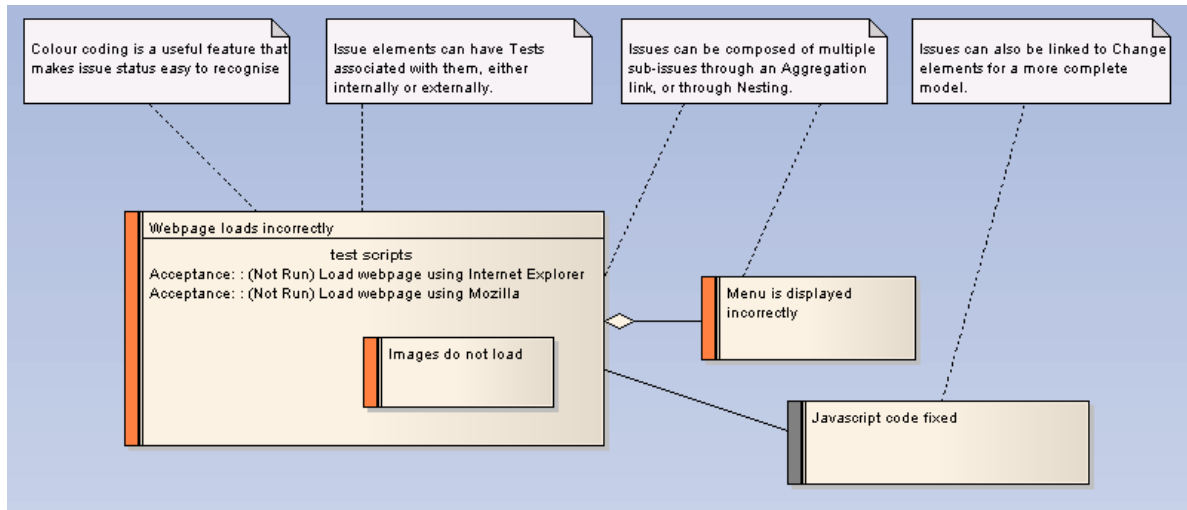 Colour coding is a useful feature that
makes issue status easy to recognise
Issue elements can have Tests
associated with them, either
internally or externally.
Issues can be composed of multiple
sub-issues through an Aggregation
link, or through Nesting.
Issues can also be linked to Change
elements for a more complete
model.
Webpage loads incorrectly
test scripts
Acceptance: : (Not Run) Load webpage using Internet Explorer
Acceptance: : (Not Run) Load webpage using Mozilla
Images do not load
Menu is displayed
incorrectly
Javascript code fixed